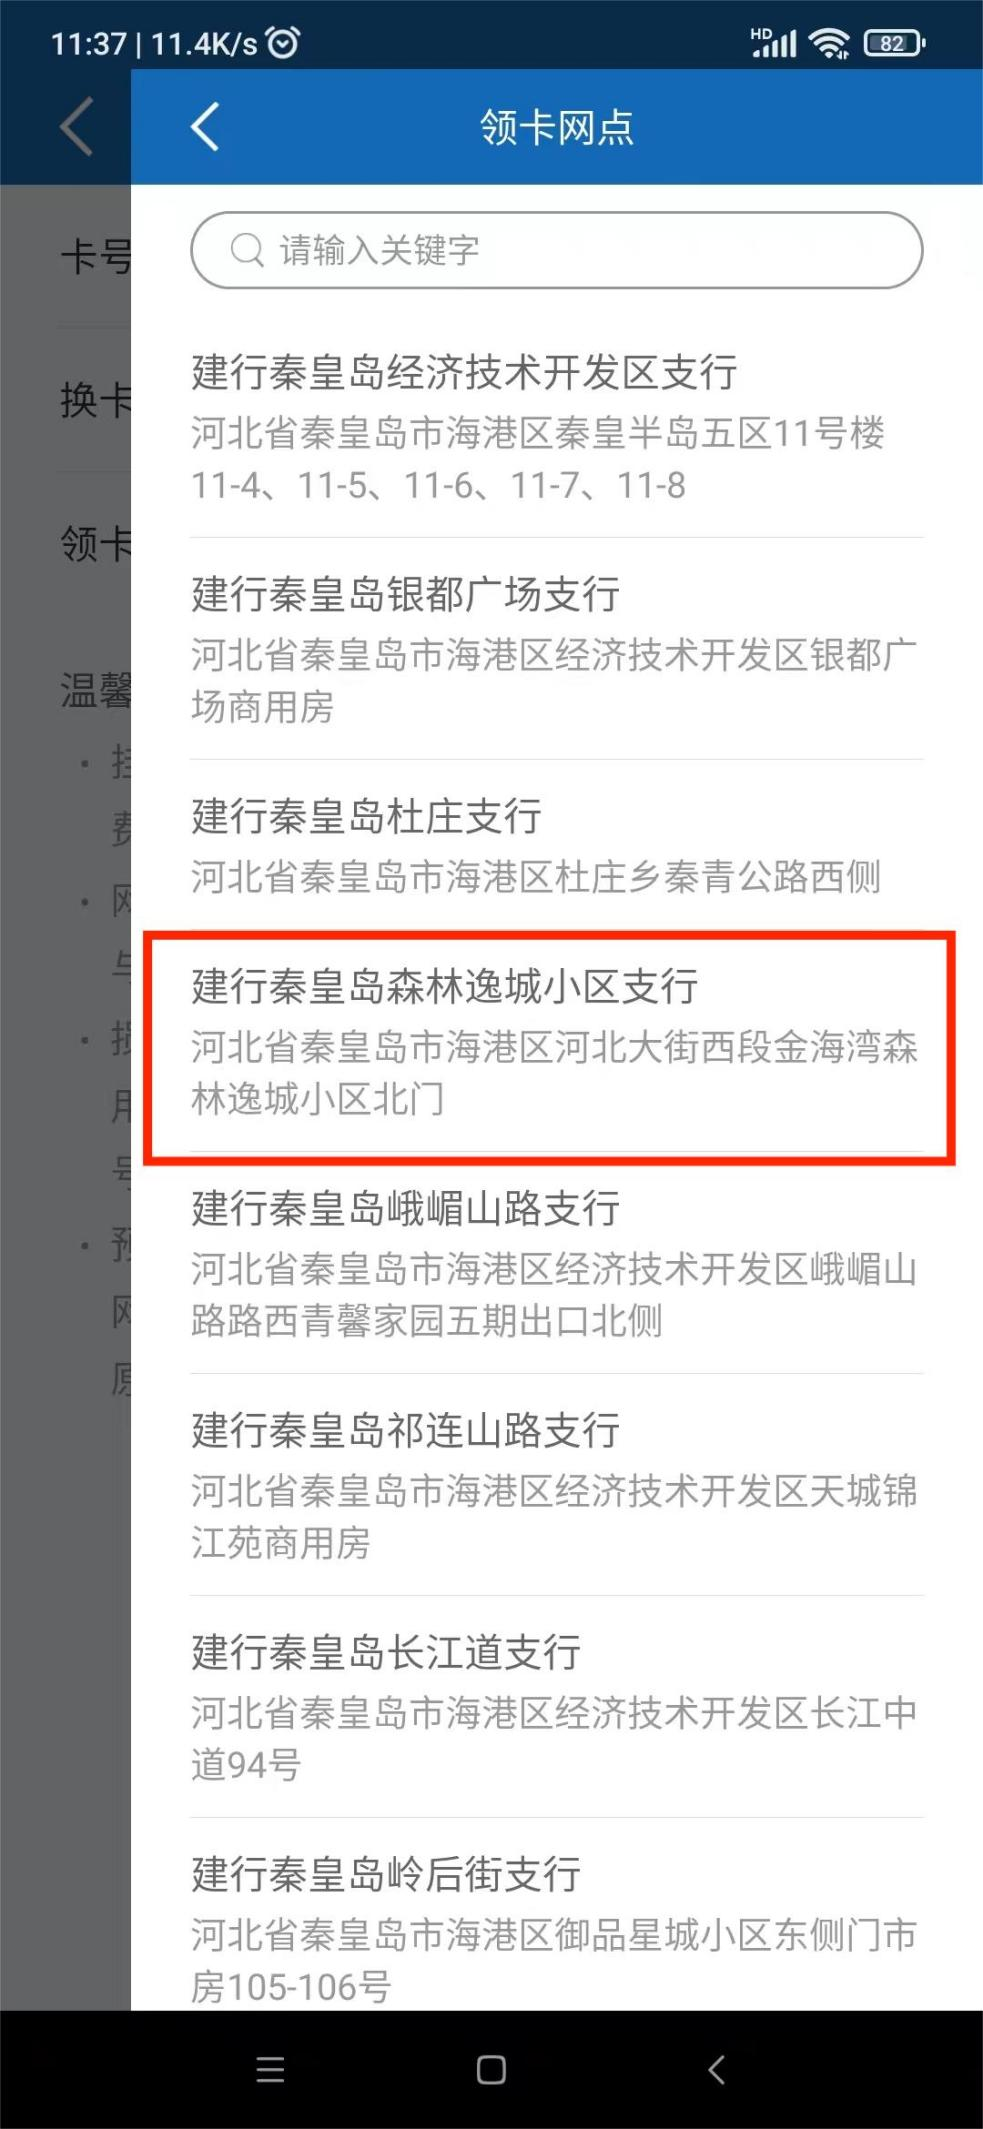 11:37 | 11.4K/s
HD
82
领卡网点
请输入关键字
卡号
换卡
领卡
温馨
建行秦皇岛经济技术开发区支行
河北省秦皇岛市海港区秦皇半岛五区11号楼
11-4、11-5、11-6、11-7、11-8
建行秦皇岛银都广场支行
河北省秦皇岛市海港区经济技术开发区银都广
场商用房
建行秦皇岛杜庄支行
河北省秦皇岛市海港区杜庄乡秦青公路西侧
建行秦皇岛森林逸城小区支行
河北省秦皇岛市海港区河北大街西段金海湾森
林逸城小区北门
建行秦皇岛峨嵋山路支行
河北省秦皇岛市海港区经济技术开发区峨嵋山
路路西青馨家园五期出口北侧
建行秦皇岛祁连山路支行
河北省秦皇岛市海港区经济技术开发区天城锦
江苑商用房
建行秦皇岛长江道支行
河北省秦皇岛市海港区经济技术开发区长江中
道94号
建行秦皇岛岭后街支行
河北省秦皇岛市海港区御品星城小区东侧门市
房105-106号